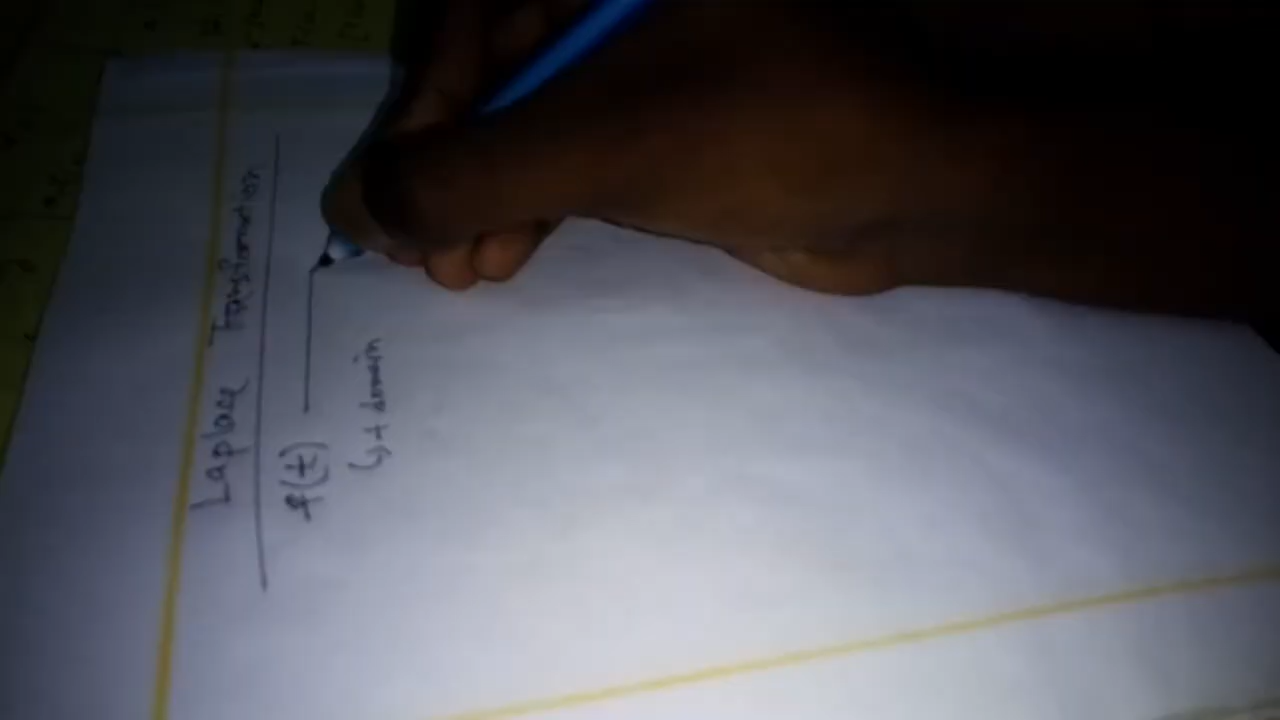 Laplace Transformation
f(t)
↳ t domain